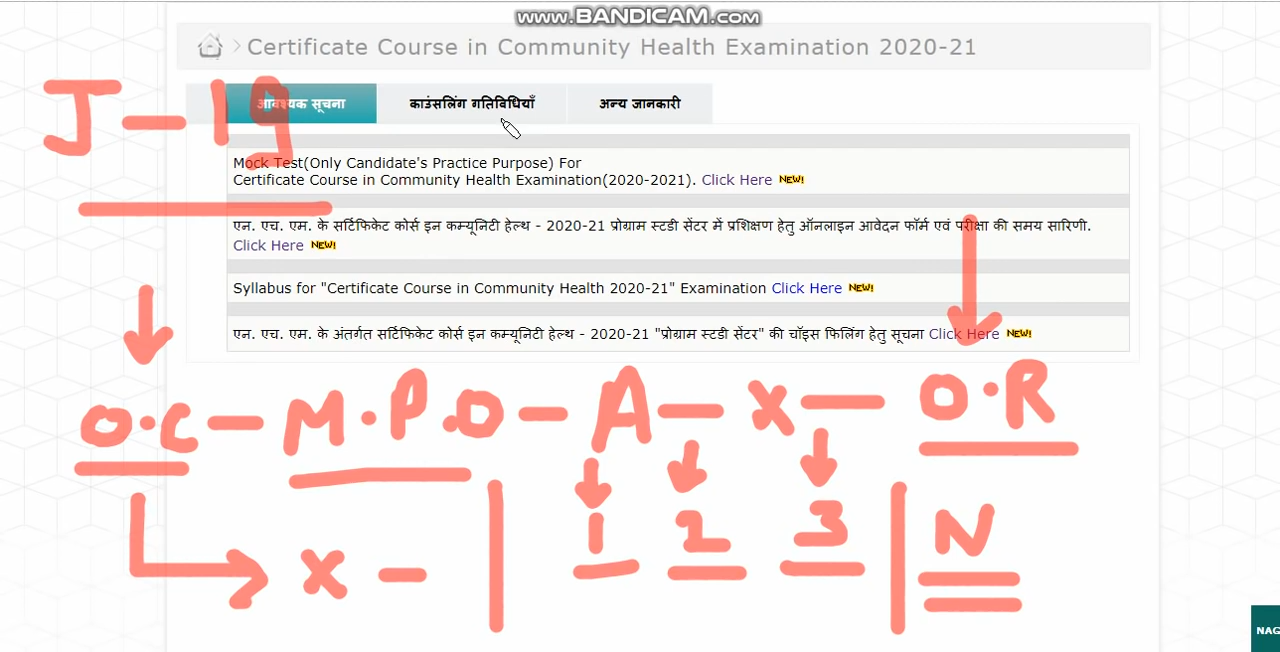 www.BANDICAM.com
Certificate Course in Community Health Examination 2020-21
J - 19
आवश्यक सूचना काउंसलिंग गतिविधियाँ अन्य जानकारी
Mock Test(Only Candidate's Practice Purpose) For
Certificate Course in Community Health Examination(2020-2021). Click Here NEW!
एन. एच. एम. के सर्टिफिकेट कोर्स इन कम्यूनिटी हेल्थ - 2020-21 प्रोग्राम स्टडी सेंटर में प्रशिक्षण हेतु ऑनलाइन आवेदन फॉर्म एवं परीक्षा की समय सारिणी.
Click Here NEW!
Syllabus for "Certificate Course in Community Health 2020-21" Examination Click Here NEW!
एन. एच. एम. के अंतर्गत सर्टिफिकेट कोर्स इन कम्यूनिटी हेल्थ - 2020-21 "प्रोग्राम स्टडी सेंटर" की चॉइस फिलिंग हेतु सूचना Click Here NEW!
O.C - M.P.O - A - X - O.R
X - 1 2 3 N
NAG